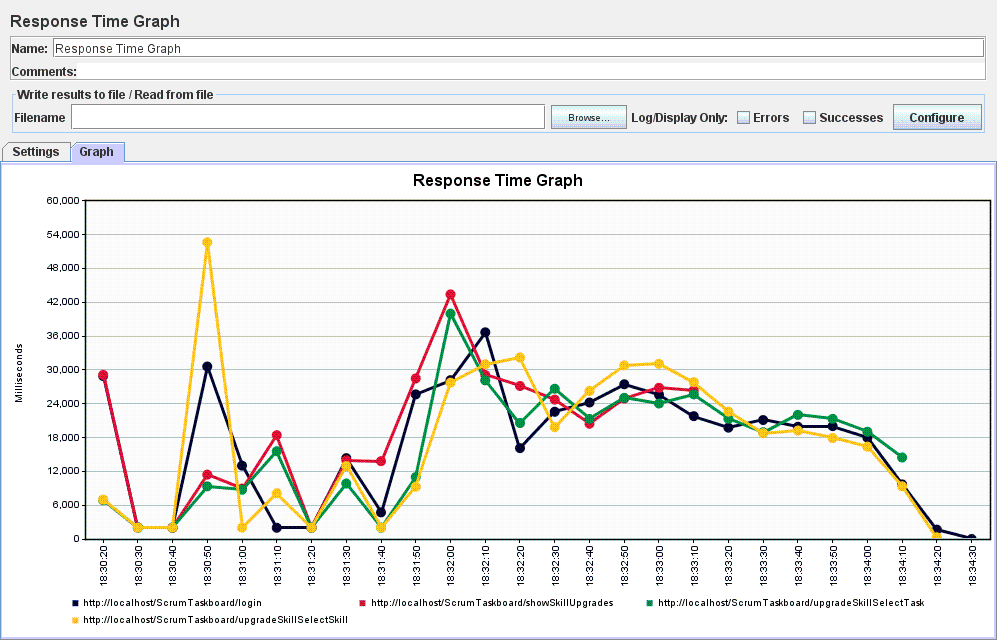 Response Time Graph
Name: Response Time Graph
Comments:
Write results to file / Read from file
Filename Browse... Log/Display Only: Errors Successes Configure
Settings Graph
Response Time Graph
60,000
54,000
48,000
42,000
36,000
30,000
24,000
18,000
12,000
6,000
0
Milliseconds
18:30:20 18:30:30 18:30:40 18:30:50 18:31:00 18:31:10 18:31:20 18:31:30 18:31:40 18:31:50 18:32:00 18:32:10 18:32:20 18:32:30 18:32:40 18:32:50 18:33:00 18:33:10 18:33:20 18:33:30 18:33:40 18:33:50 18:34:00 18:34:10 18:34:20 18:34:30
http://localhost/ScrumTaskboard/login http://localhost/ScrumTaskboard/showSkillUpgrades http://localhost/ScrumTaskboard/upgradeSkillSelectTask
http://localhost/ScrumTaskboard/upgradeSkillSelectSkill